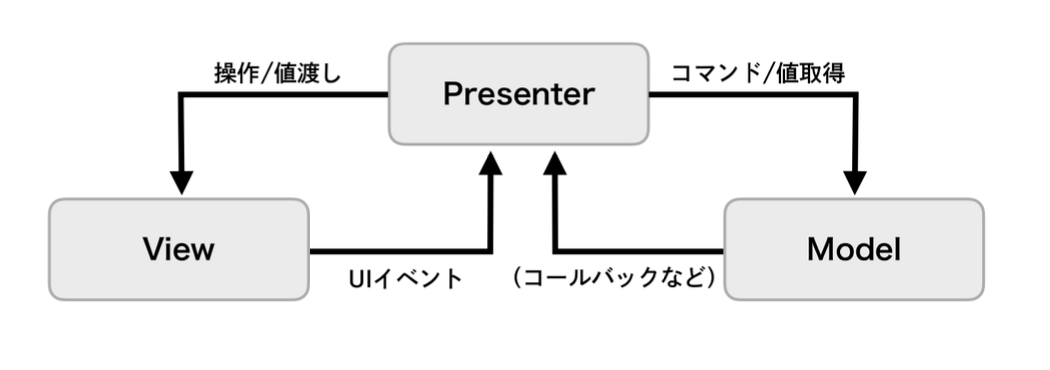 操作/値渡し
Presenter
コマンド/値取得
View
UIイベント
(コールバックなど)
Model